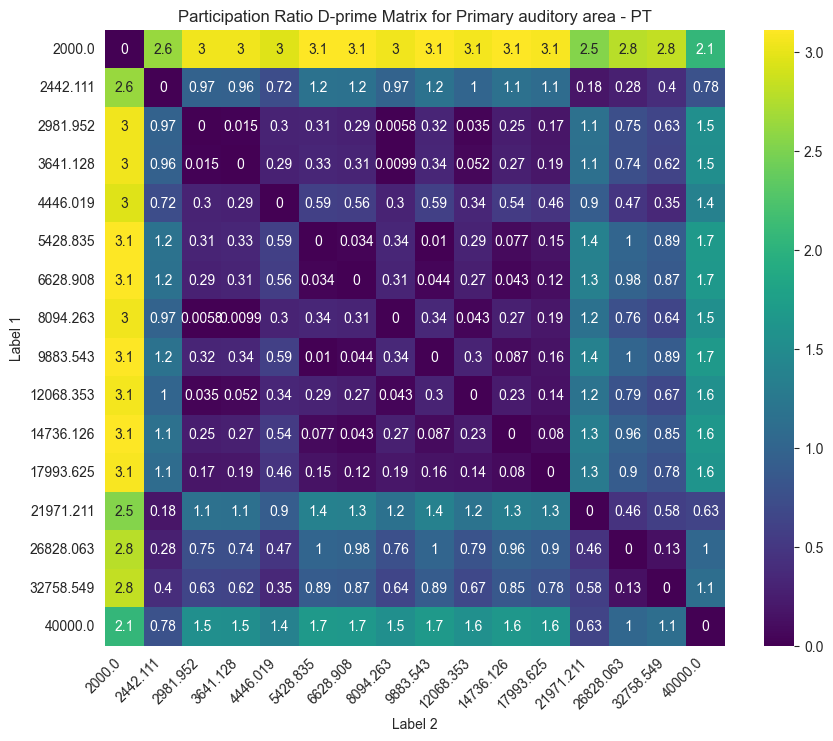 Participation Ratio D-prime Matrix for Primary auditory area - PT
2000.0 0 2.6 3 3 3 3.1 3.1 3 3.1 3.1 3.1 3.1 2.5 2.8 2.8 2.1
2442.111 2.6 0 0.97 0.96 0.72 1.2 1.2 0.97 1.2 1 1.1 1.1 0.18 0.28 0.4 0.78
2981.952 3 0.97 0 0.015 0.3 0.31 0.29 0.0058 0.32 0.035 0.25 0.17 1.1 0.75 0.63 1.5
3641.128 3 0.96 0.015 0 0.29 0.33 0.31 0.0099 0.34 0.052 0.27 0.19 1.1 0.74 0.62 1.5
4446.019 3 0.72 0.3 0.29 0 0.59 0.56 0.3 0.59 0.34 0.54 0.46 0.9 0.47 0.35 1.4
5428.835 3.1 1.2 0.31 0.33 0.59 0 0.034 0.34 0.01 0.29 0.077 0.15 1.4 1 0.89 1.7
6628.908 3.1 1.2 0.29 0.31 0.56 0.034 0 0.31 0.044 0.27 0.043 0.12 1.3 0.98 0.87 1.7
8094.263 3 0.97 0.0058 0.0099 0.3 0.34 0.31 0 0.34 0.043 0.27 0.19 1.2 0.76 0.64 1.5
9883.543 3.1 1.2 0.32 0.34 0.59 0.01 0.044 0.34 0 0.3 0.087 0.16 1.4 1 0.89 1.7
12068.353 3.1 1 0.035 0.052 0.34 0.29 0.27 0.043 0.3 0 0.23 0.14 1.2 0.79 0.67 1.6
14736.126 3.1 1.1 0.25 0.27 0.54 0.077 0.043 0.27 0.087 0.23 0 0.08 1.3 0.96 0.85 1.6
17993.625 3.1 1.1 0.17 0.19 0.46 0.15 0.12 0.19 0.16 0.14 0.08 0 1.3 0.9 0.78 1.6
21971.211 2.5 0.18 1.1 1.1 0.9 1.4 1.3 1.2 1.4 1.2 1.3 1.3 0 0.46 0.58 0.63
26828.063 2.8 0.28 0.75 0.74 0.47 1 0.98 0.76 1 0.79 0.96 0.9 0.46 0 0.13 1
32758.549 2.8 0.4 0.63 0.62 0.35 0.89 0.87 0.64 0.89 0.67 0.85 0.78 0.58 0.13 0 1.1
40000.0 2.1 0.78 1.5 1.5 1.4 1.7 1.7 1.5 1.7 1.6 1.6 1.6 0.63 1 1.1 0
2000.0 2442.111 2981.952 3641.128 4446.019 5428.835 6628.908 8094.263 9883.543 12068.353 14736.126 17993.625 21971.211 26828.063 32758.549 40000.0
Label 1
Label 2
3.0
2.5
2.0
1.5
1.0
0.5
0.0